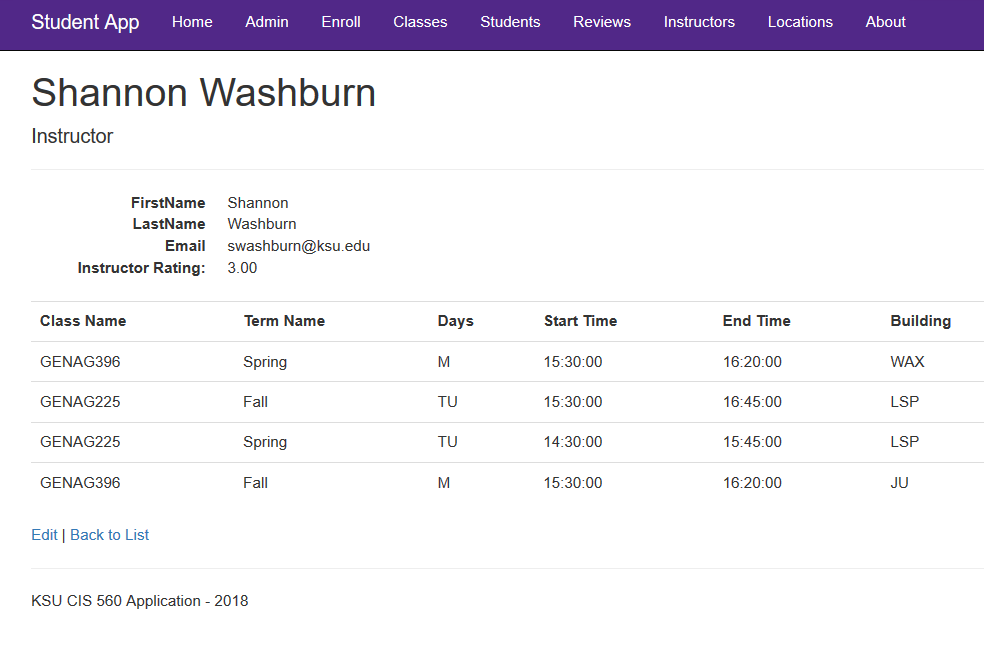 Student App Home Admin Enroll Classes Students Reviews Instructors Locations About
Shannon Washburn
Instructor
FirstName Shannon
LastName Washburn
Email swashburn@ksu.edu
Instructor Rating: 3.00
Class Name Term Name Days Start Time End Time Building
GENAG396 Spring M 15:30:00 16:20:00 WAX
GENAG225 Fall TU 15:30:00 16:45:00 LSP
GENAG225 Spring TU 14:30:00 15:45:00 LSP
GENAG396 Fall M 15:30:00 16:20:00 JU
Edit | Back to List
KSU CIS 560 Application - 2018